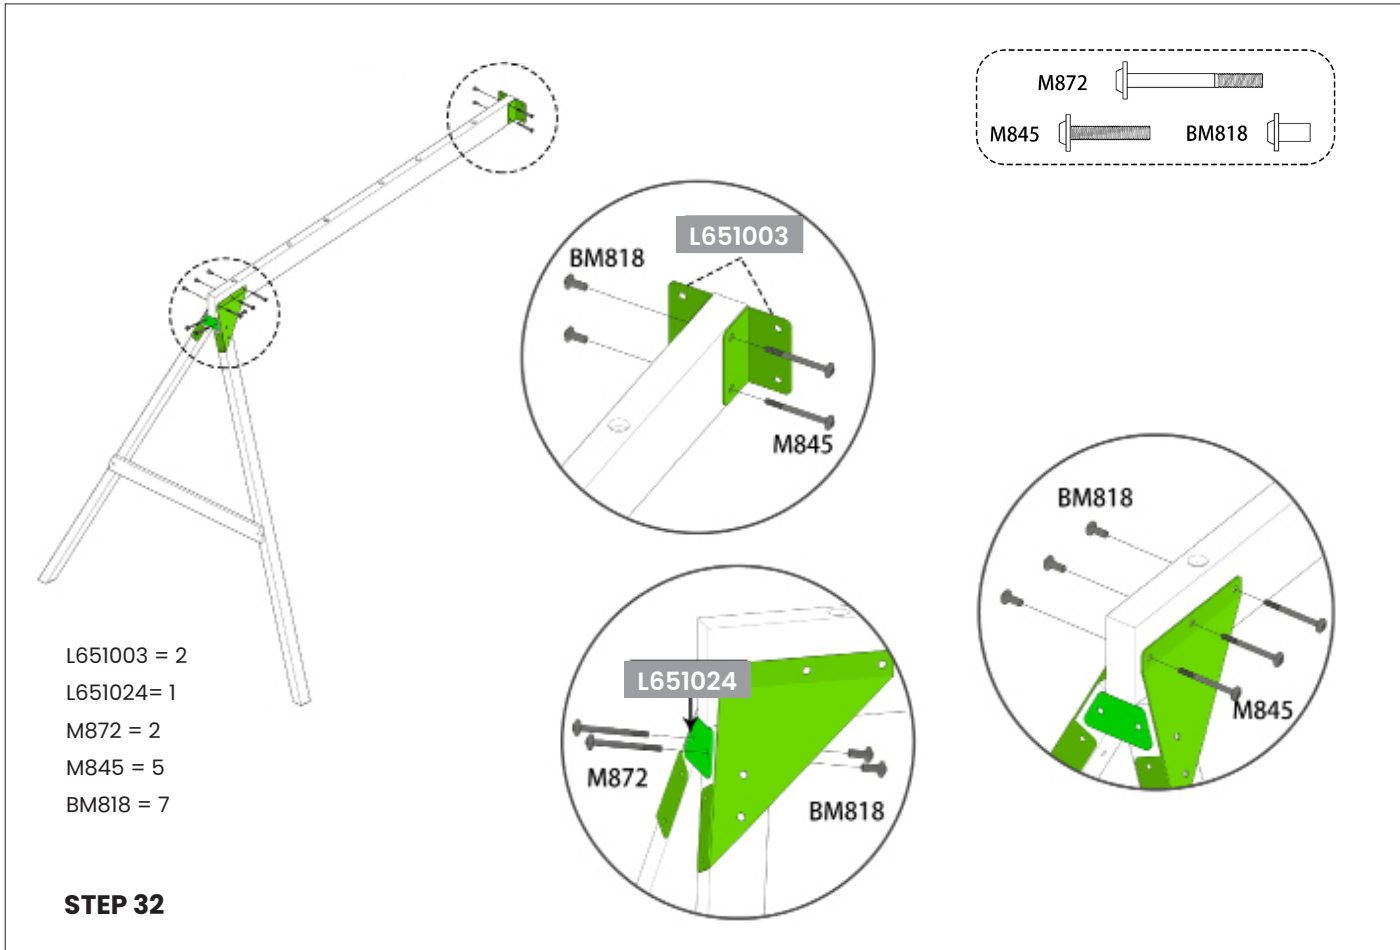 M872
M845
BM818
L651003
BM818
M845
BM818
M845
L651024
M872
BM818
L651003 = 2
L651024= 1
M872 = 2
M845 = 5
BM818 = 7
STEP 32